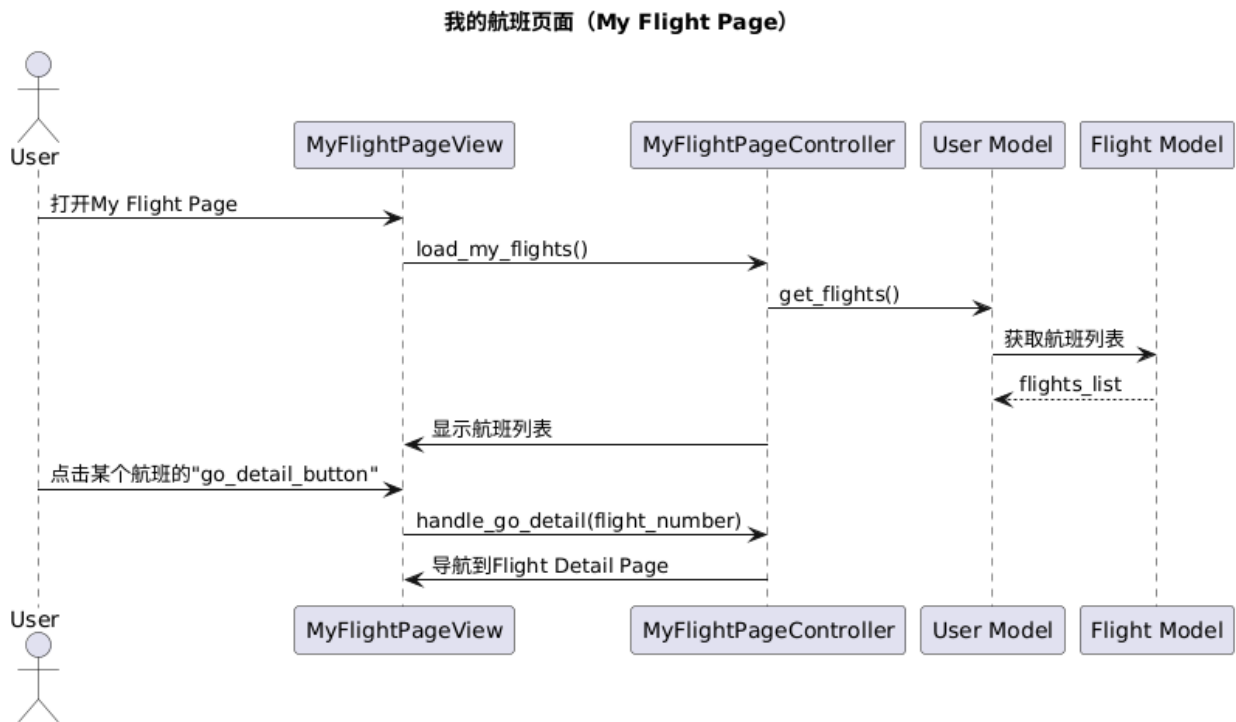 我的航班页面（My Flight Page）
User
MyFlightPageView
MyFlightPageController
User Model
Flight Model
打开My Flight Page
load_my_flights()
get_flights()
获取航班列表
flights_list
显示航班列表
点击某个航班的"go_detail_button"
handle_go_detail(flight_number)
导航到Flight Detail Page
User
MyFlightPageView
MyFlightPageController
User Model
Flight Model